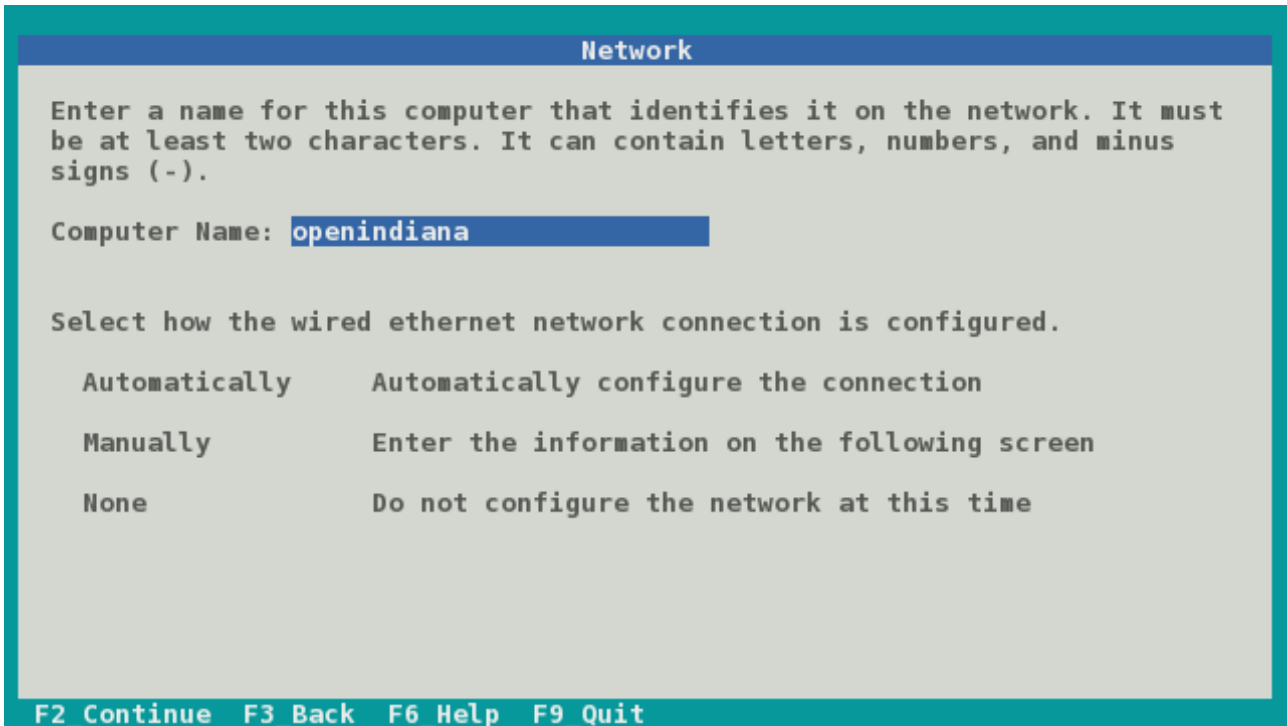 Network
Enter a name for this computer that identifies it on the network. It must
be at least two characters. It can contain letters, numbers, and minus
signs (-).
Computer Name: openindiana
Select how the wired ethernet network connection is configured.
Automatically Automatically configure the connection
Manually Enter the information on the following screen
None Do not configure the network at this time
F2 Continue F3 Back F6 Help F9 Quit